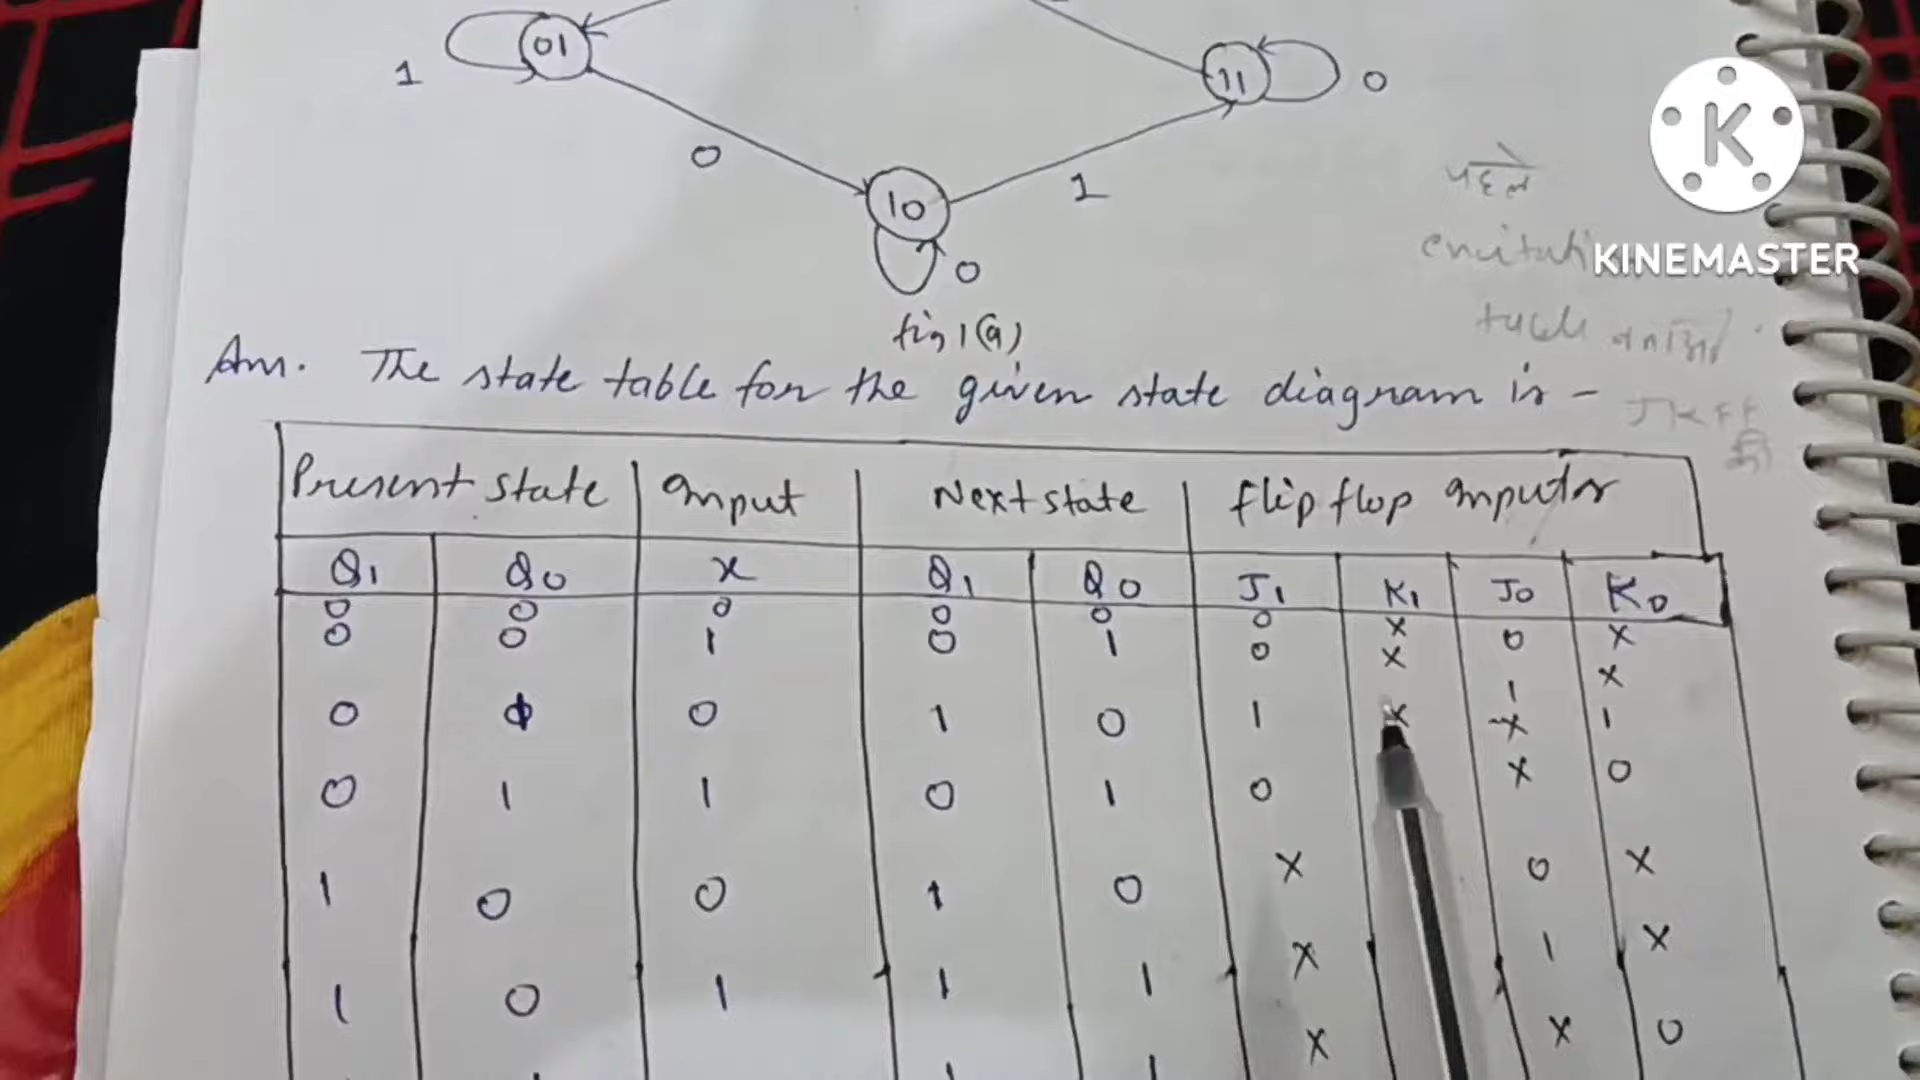 01
1
11
0
0
1
10
0
KINEMASTER
fig 1(a)
Ans. The state table for the given state diagram is -
JKFF
Present state Input Next state flip flop inputs
Q1 Q0 x Q1 Q0 J1 K1 J0 K0
0 0 0 0 0 0 x 0 x
0 0 1 0 1 0 x 1 x
0 1 0 1 0 1 x x 1
0 1 1 0 1 0 x 0
1 0 0 1 0 x 0 x
1 0 1 1 1 x 1 x
x x 0